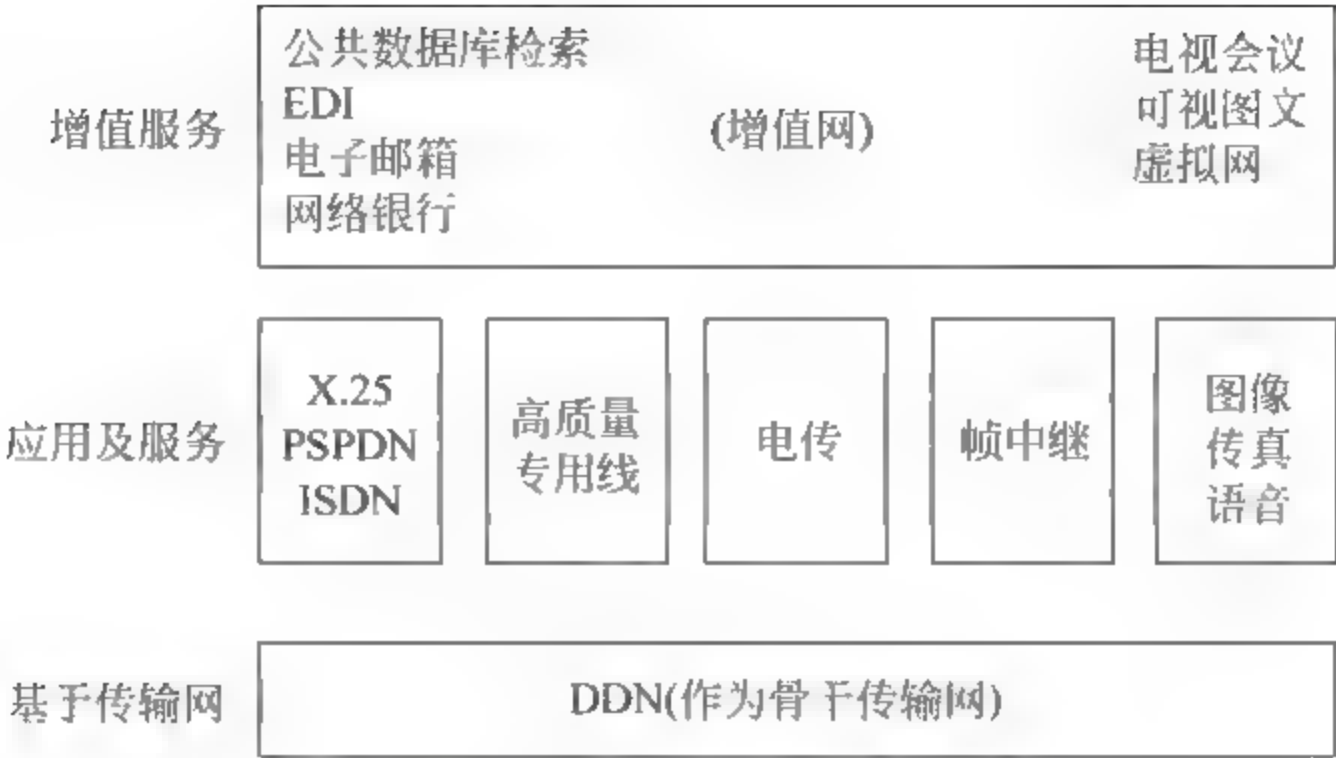 公共数据库检索
EDI
电子邮箱
网络银行
增值服务
(增值网)
电视会议
可视图文
虚拟网
应用及服务
X.25
PSPDN
ISDN
高质量
专用线
电传
帧中继
图像
传真
语音
基于传输网
DDN(作为骨干传输网)